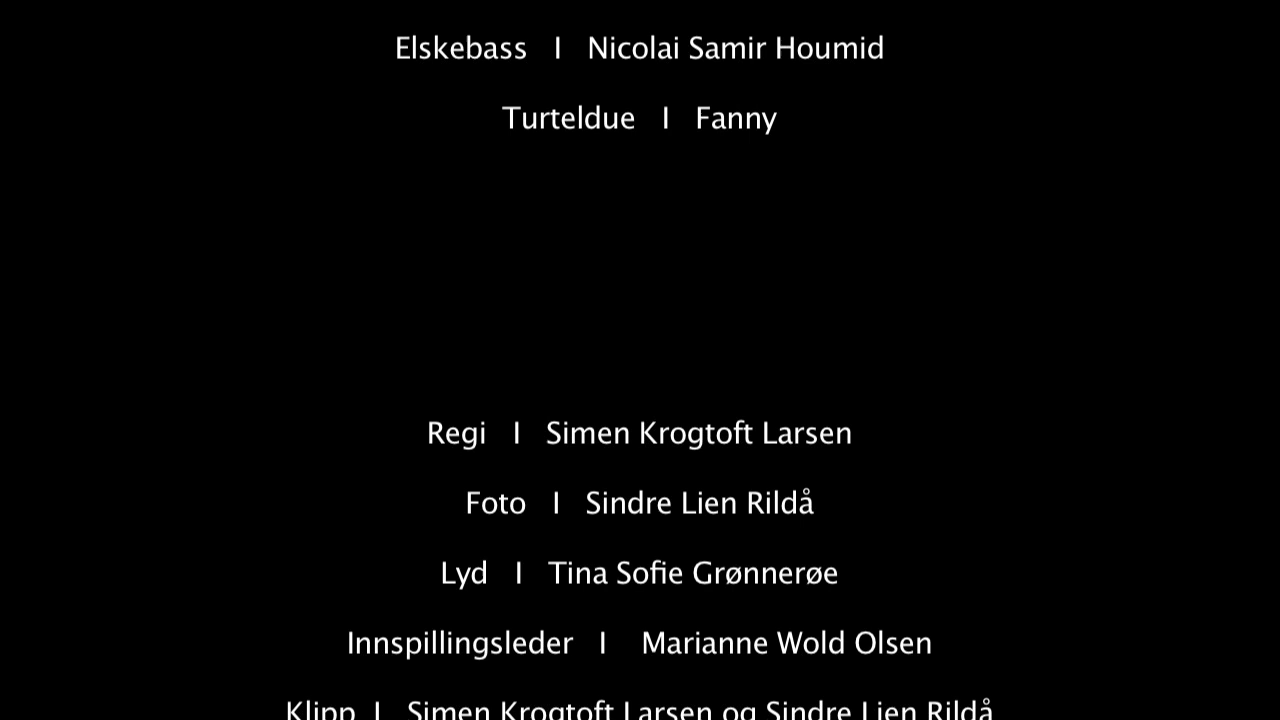 Elskebass I Nicolai Samir Houmid
Turteldue I Fanny
Regi I Simen Krogtoft Larsen
Foto I Sindre Lien Rildå
Lyd I Tina Sofie Grønnerøe
Innspillingsleder I Marianne Wold Olsen
Klipp I Simen Krogtoft Larsen og Sindre Lien Rildå